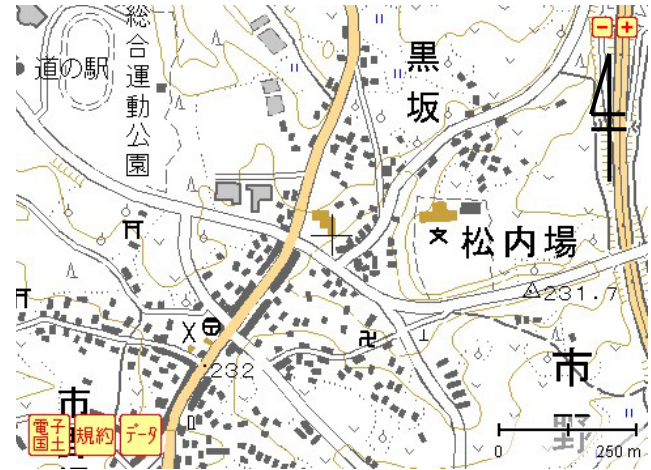 総合運動公園
道の駅
黒坂
－ ＋
松内場
231.7
232
市
市
野
電子国土
規約
データ
0 250 m